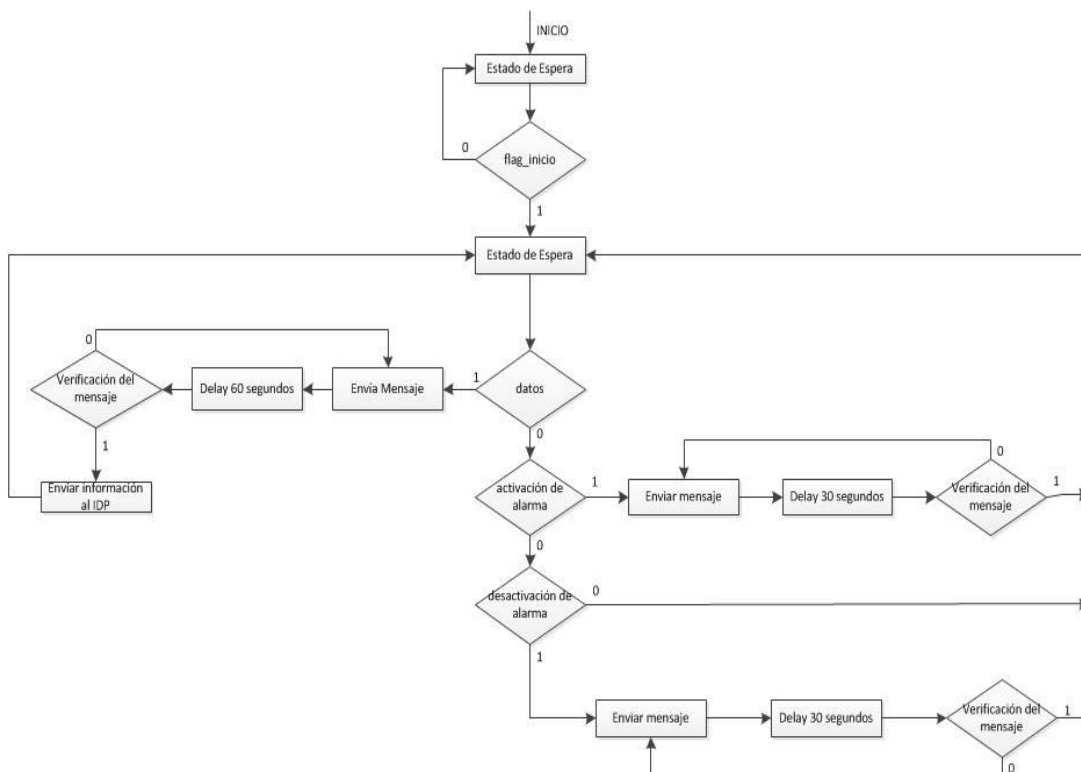 INICIO
Estado de Espera
0
flag_inicio
1
Estado de Espera
0
Verificación del
mensaje
Delay 60 segundos
Envía Mensaje
1
datos
1
0
Enviar información
al IDP
activación de
alarma
1
Enviar mensaje
Delay 30 segundos
0
Verificación del
mensaje
1
0
desactivación de
alarma
0
1
Enviar mensaje
Delay 30 segundos
Verificación del
mensaje
1
0